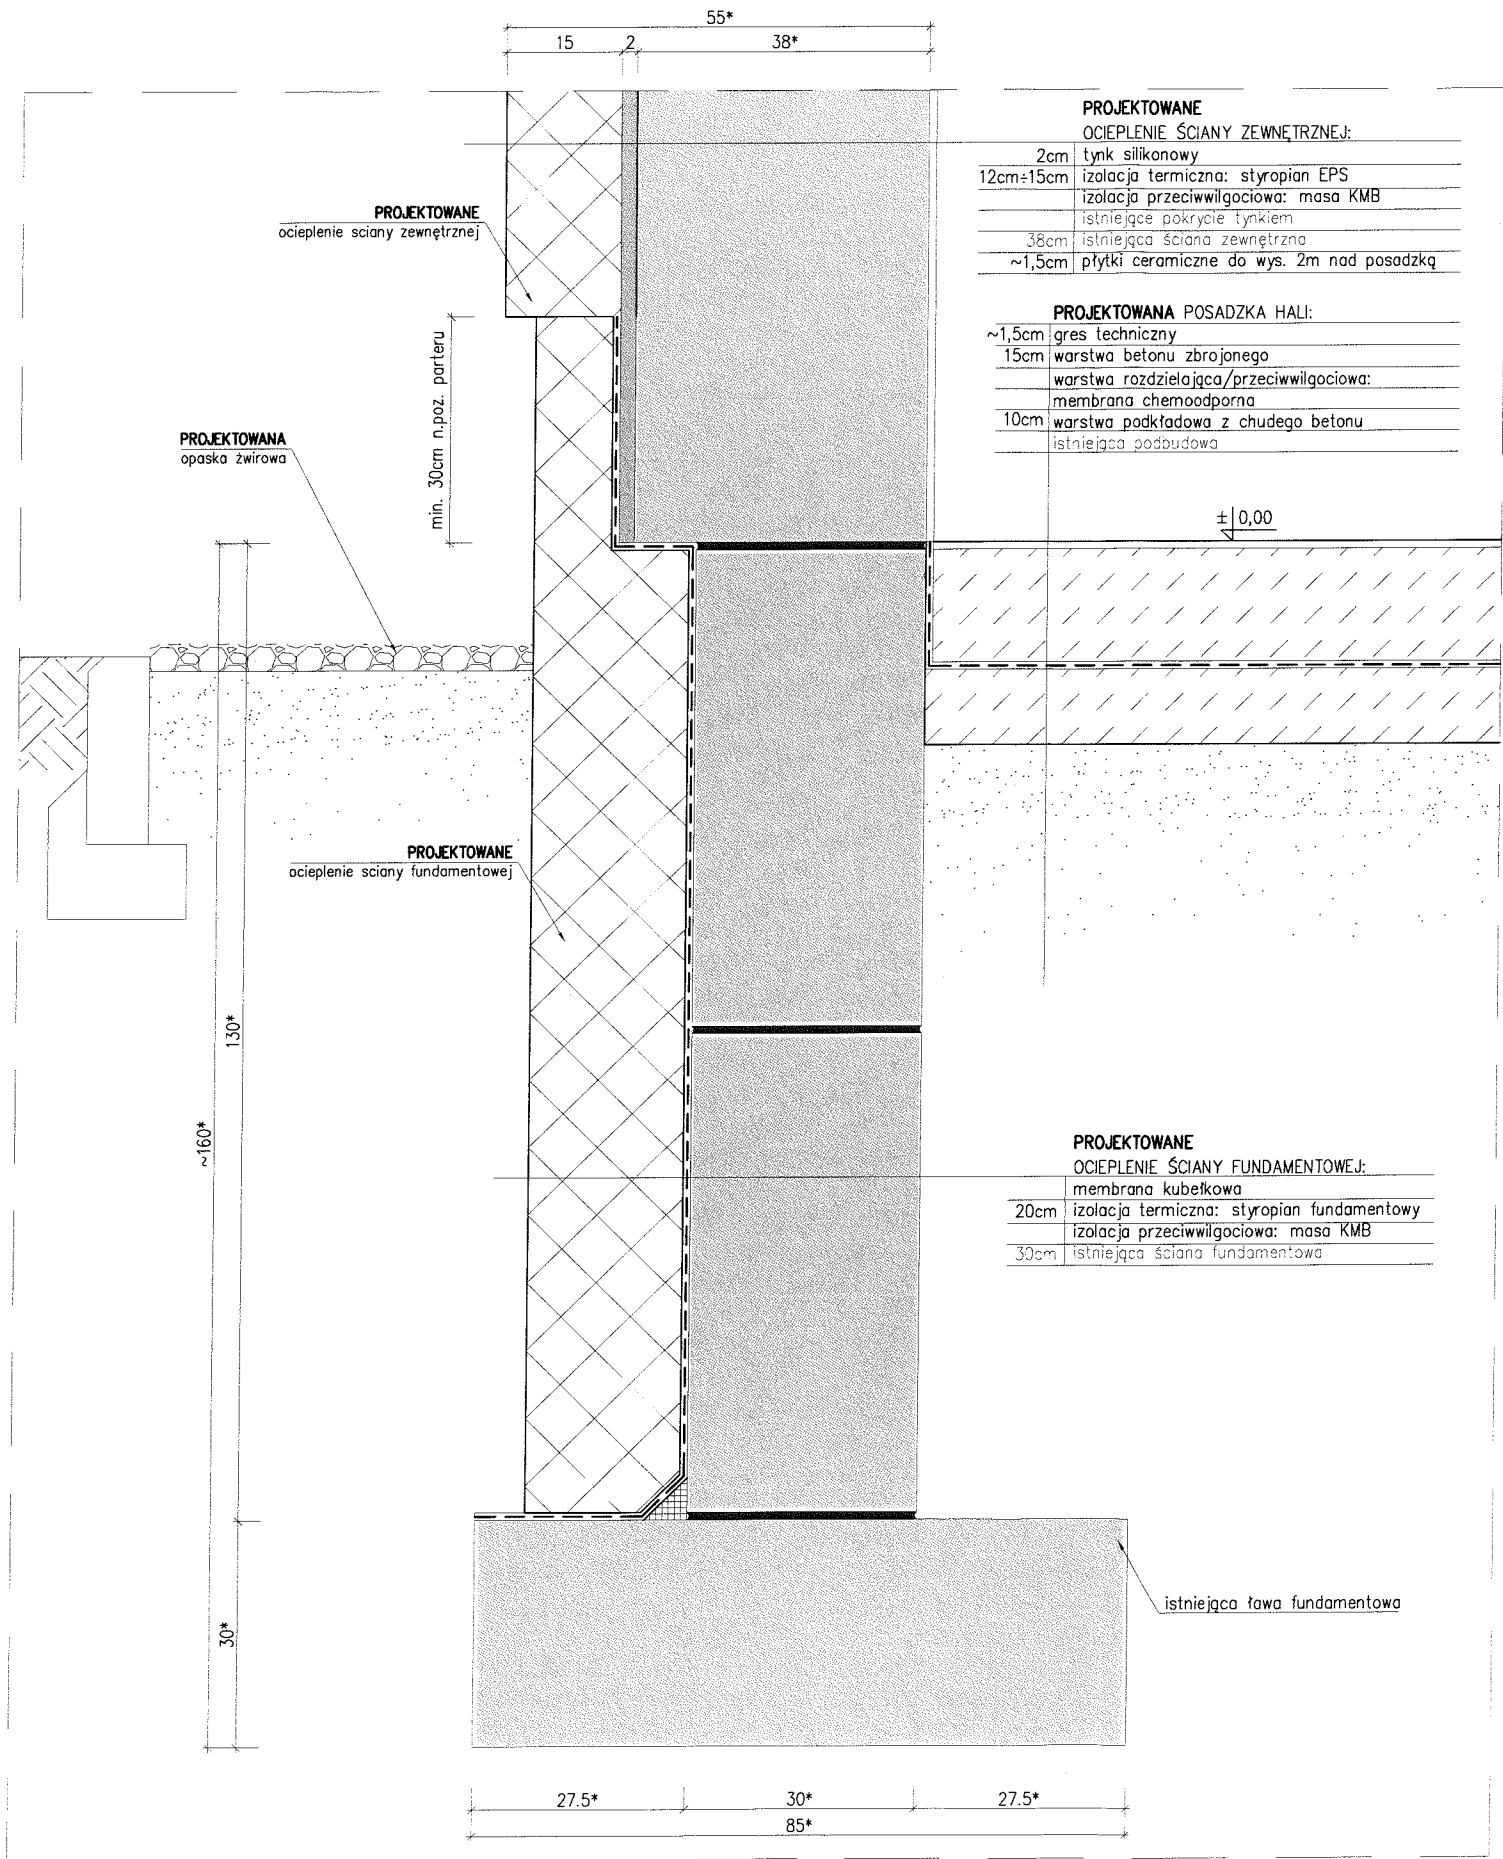 55*
15 2 38*
PROJEKTOWANE
OCIEPLENIE ŚCIANY ZEWNĘTRZNEJ:
2cm tynk silikonowy
12cm÷15cm izolacja termiczna: styropian EPS
izolacja przeciwwilgociowa: masa KMB
istniejące pokrycie tynkiem
38cm istniejąca ściana zewnętrzna
~1,5cm płytki ceramiczne do wys. 2m nad posadzką
PROJEKTOWANE
ocieplenie sciany zewnętrznej
PROJEKTOWANA POSADZKA HALI:
~1,5cm gres techniczny
15cm warstwa betonu zbrojonego
warstwa rozdzielająca/przeciwwilgociowa:
membrana chemoodporna
10cm warstwa podkładowa z chudego betonu
istniejąca podbudowa
min. 30cm n.poz. parteru
PROJEKTOWANA
opaska żwirowa
± 0,00
PROJEKTOWANE
ocieplenie sciany fundamentowej
130*
~160*
PROJEKTOWANE
OCIEPLENIE ŚCIANY FUNDAMENTOWEJ:
membrana kubełkowa
20cm izolacja termiczna: styropian fundamentowy
izolacja przeciwwilgociowa: masa KMB
30cm istniejąca ściana fundamentowa
istniejąca ława fundamentowa
30*
27.5* 30* 27.5*
85*